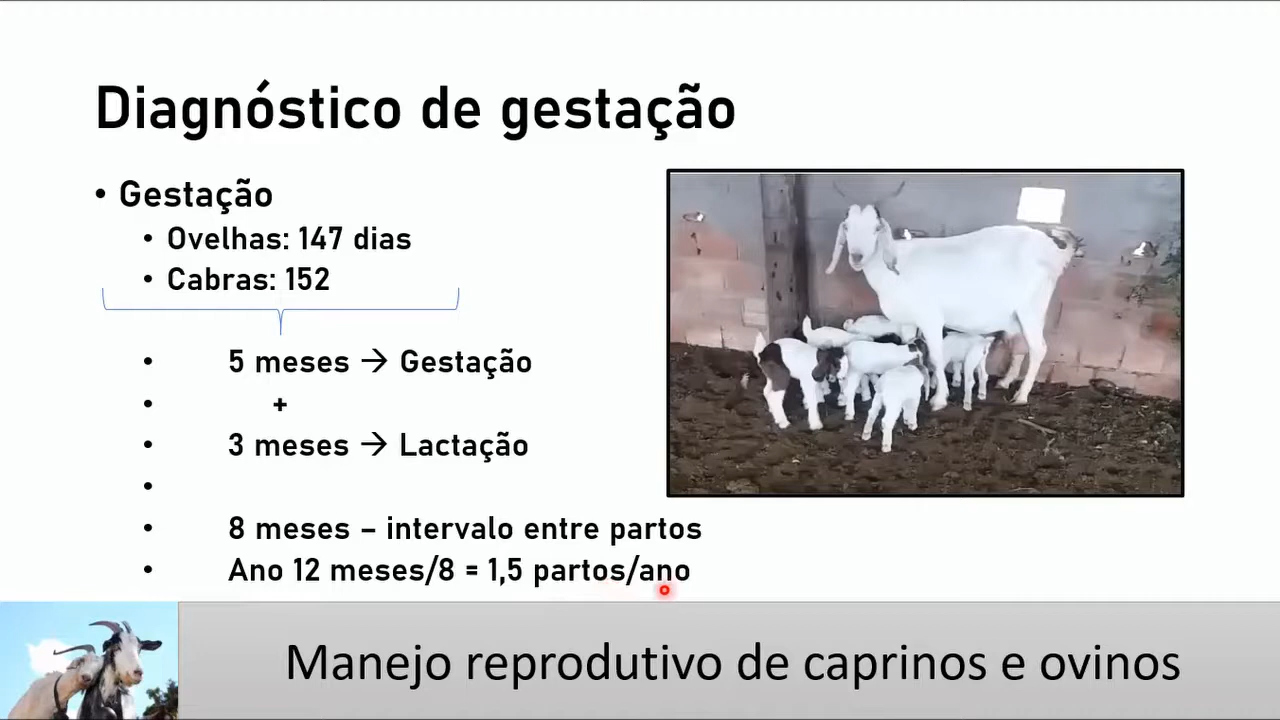 Diagnóstico de gestação
• Gestação
• Ovelhas: 147 dias
• Cabras: 152
• 5 meses → Gestação
• +
• 3 meses → Lactação
•
• 8 meses – intervalo entre partos
• Ano 12 meses/8 = 1,5 partos/ano
Manejo reprodutivo de caprinos e ovinos